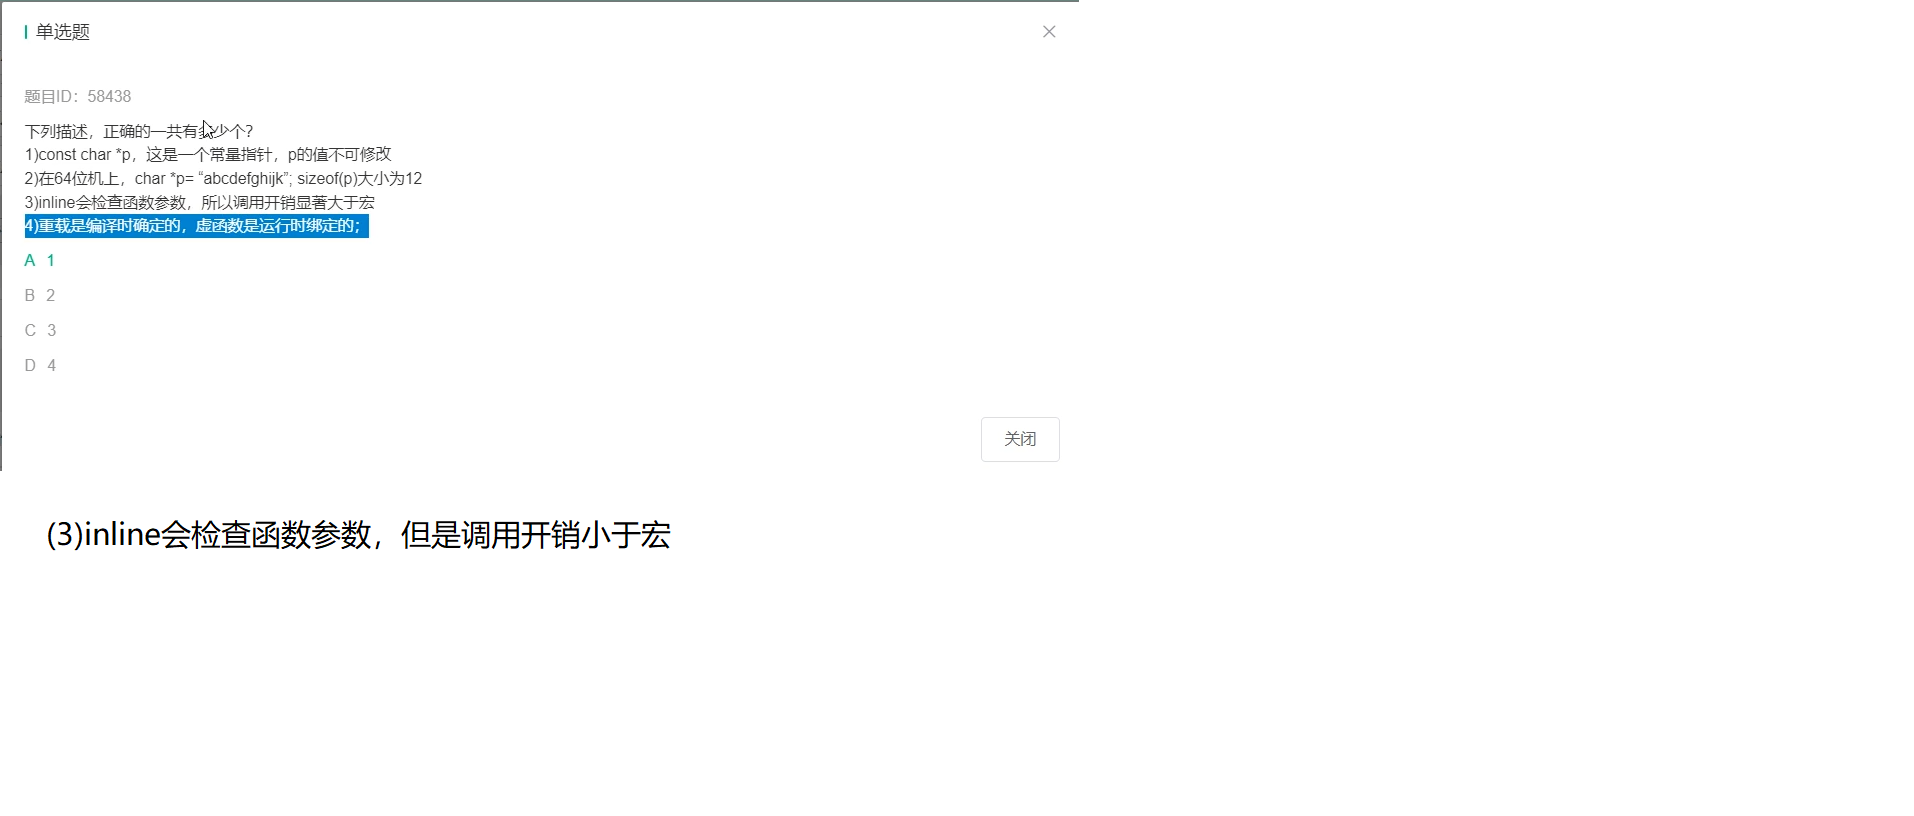 单选题
题目ID：58438
下列描述，正确的一共有多少个？
1)const char *p，这是一个常量指针，p的值不可修改
2)在64位机上，char *p= “abcdefghijk”; sizeof(p)大小为12
3)inline会检查函数参数，所以调用开销显著大于宏
4)重载是编译时确定的，虚函数是运行时绑定的；
A 1
B 2
C 3
D 4
关闭
(3)inline会检查函数参数，但是调用开销小于宏